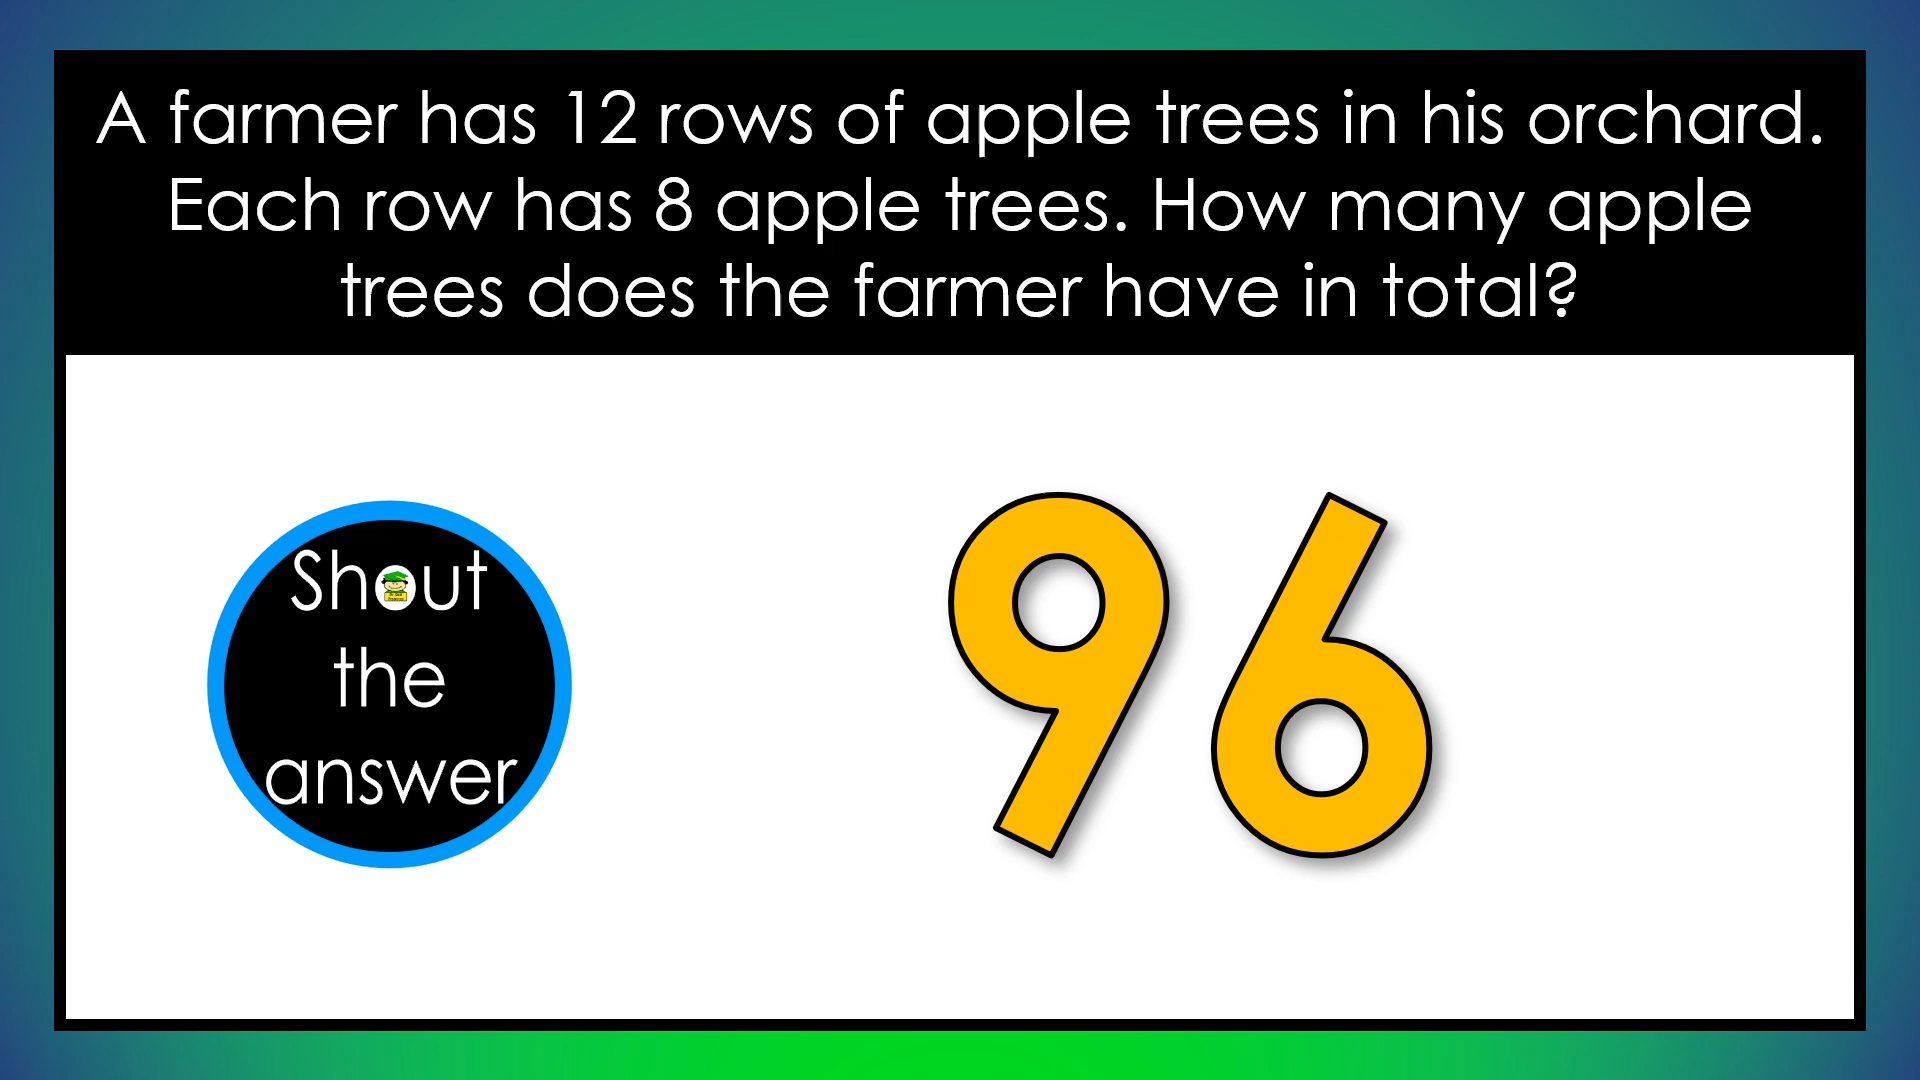 A farmer has 12 rows of apple trees in his orchard.
Each row has 8 apple trees. How many apple
trees does the farmer have in total?
Shout
the
answer
96